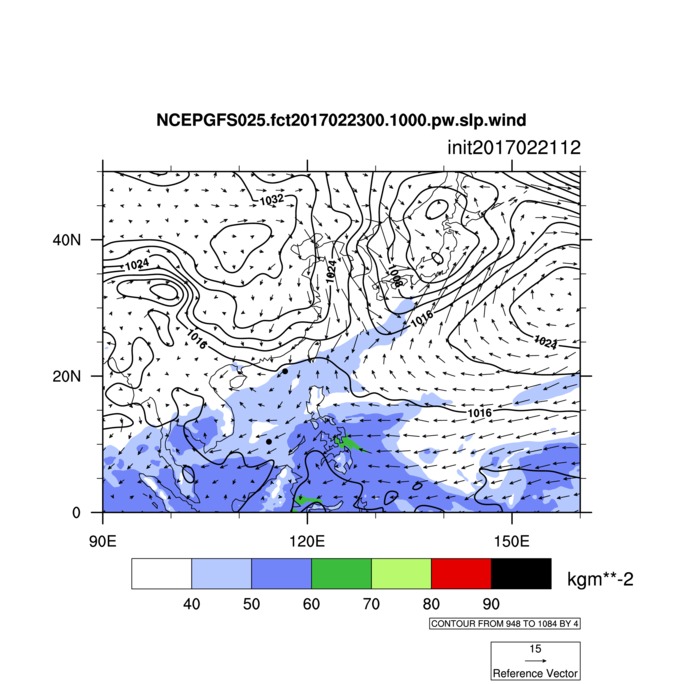 NCEPGFS025.fct2017022300.1000.pw.slp.wind
init2017022112
1032
40N
1024
1024
1008
1016
1016
1024
20N
1016
0
90E 120E 150E
kgm**-2
40 50 60 70 80 90
CONTOUR FROM 948 TO 1084 BY 4
15
Reference Vector